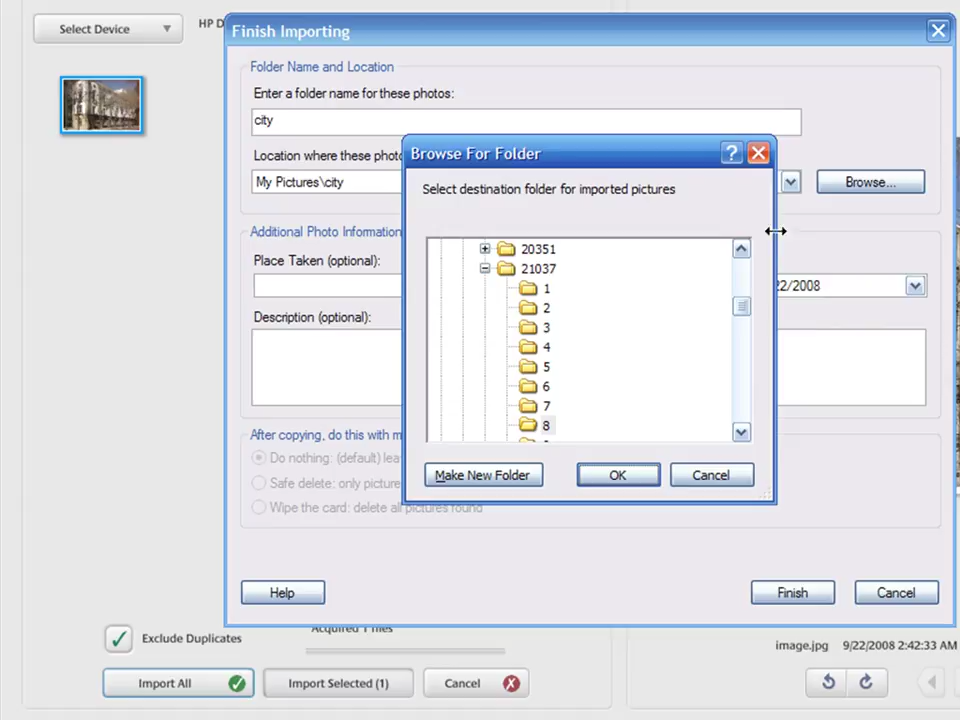 Select Device
HP D
Finish Importing
Folder Name and Location
Enter a folder name for these photos:
city
Location where these photo
My Pictures\city
Browse...
Browse For Folder
?
Select destination folder for imported pictures
Additional Photo Information
Place Taken (optional):
22/2008
Description (optional):
20351
21037
1
2
3
4
5
6
7
8
After copying, do this with m
Do nothing: (default) lea
Safe delete: only picture
Wipe the card: delete all pictures found
Make New Folder
OK
Cancel
Help
Finish
Cancel
Exclude Duplicates
Acquired 1 files
image.jpg 9/22/2008 2:42:33 AM
Import All
Import Selected (1)
Cancel